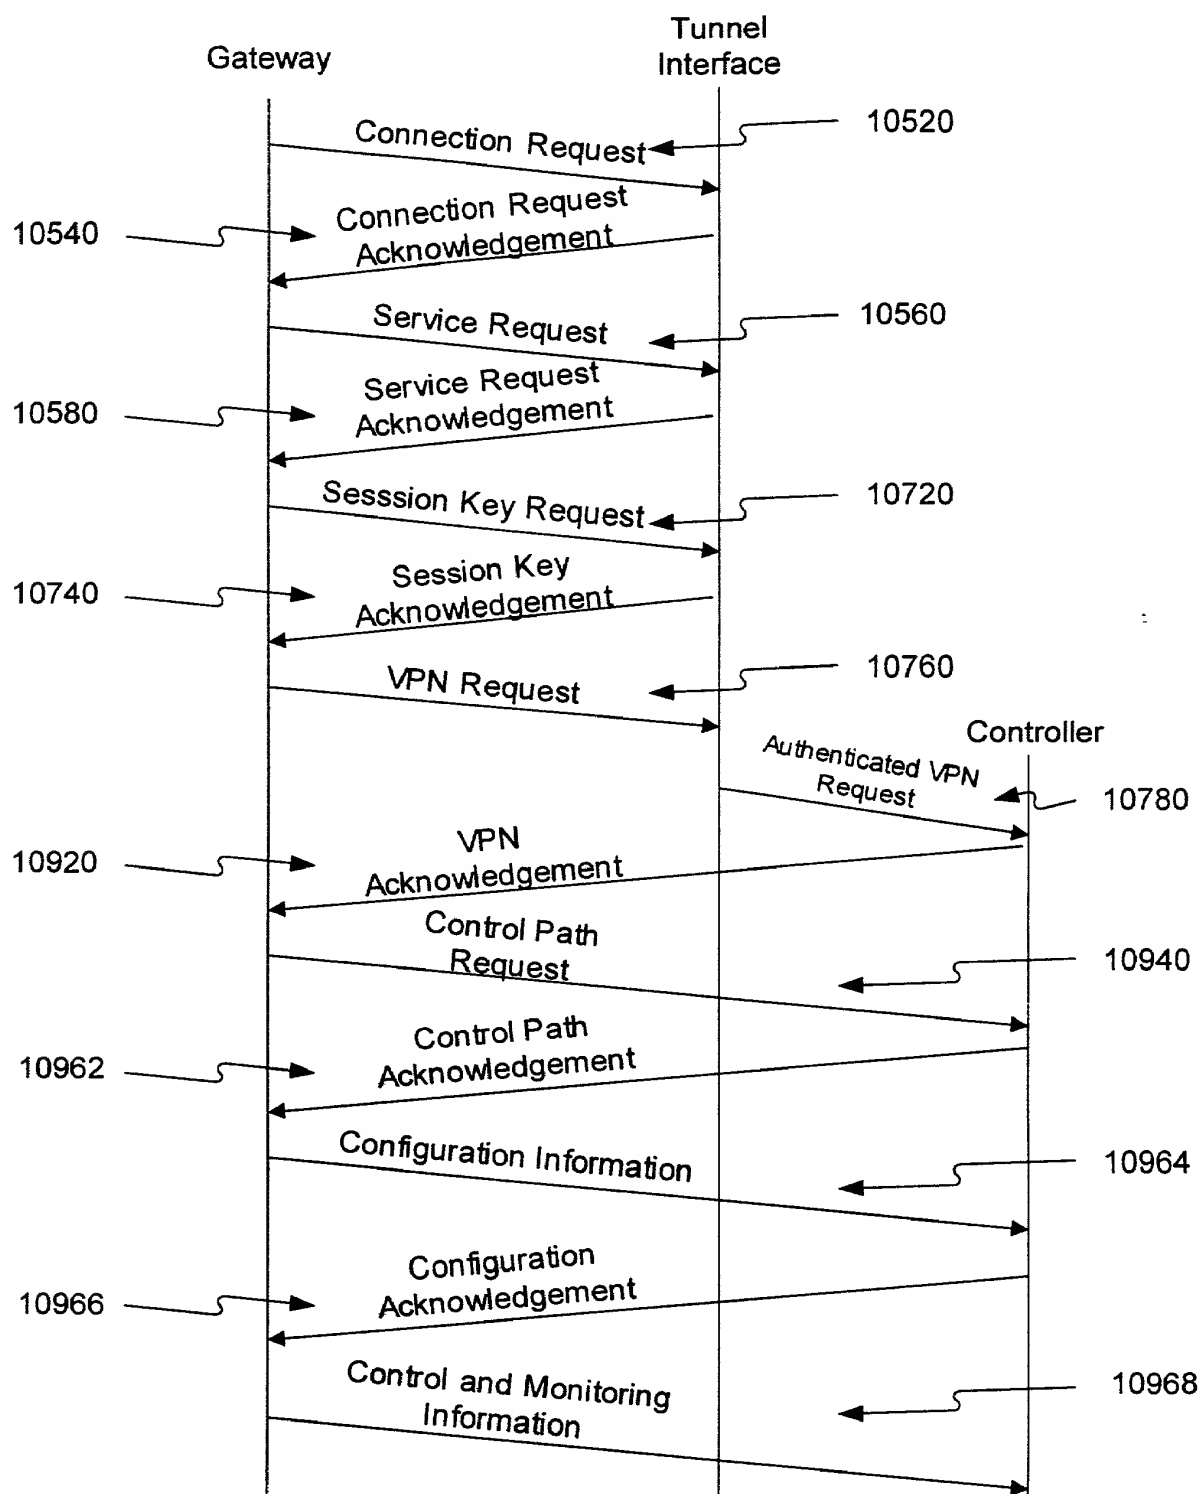 Tunnel
Interface
Gateway
Connection Request
10520
Connection Request
Acknowledgement
10540
Service Request
10560
Service Request
Acknowledgement
10580
Sesssion Key Request
10720
Session Key
Acknowledgement
10740
VPN Request
10760
Controller
Authenticated VPN
Request
10780
VPN
Acknowledgement
10920
Control Path
Request
10940
Control Path
Acknowledgement
10962
Configuration Information
10964
Configuration
Acknowledgement
10966
Control and Monitoring
Information
10968